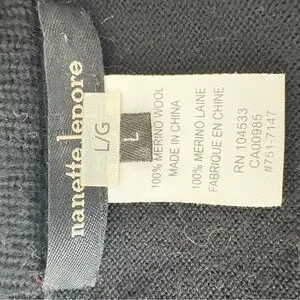 nanette lepore
L/G
L
100% MERINO WOOL
MADE IN CHINA
100% MERINO LAINE
FABRIQUE EN CHINE
RN 104533
CA00985
#751-7147